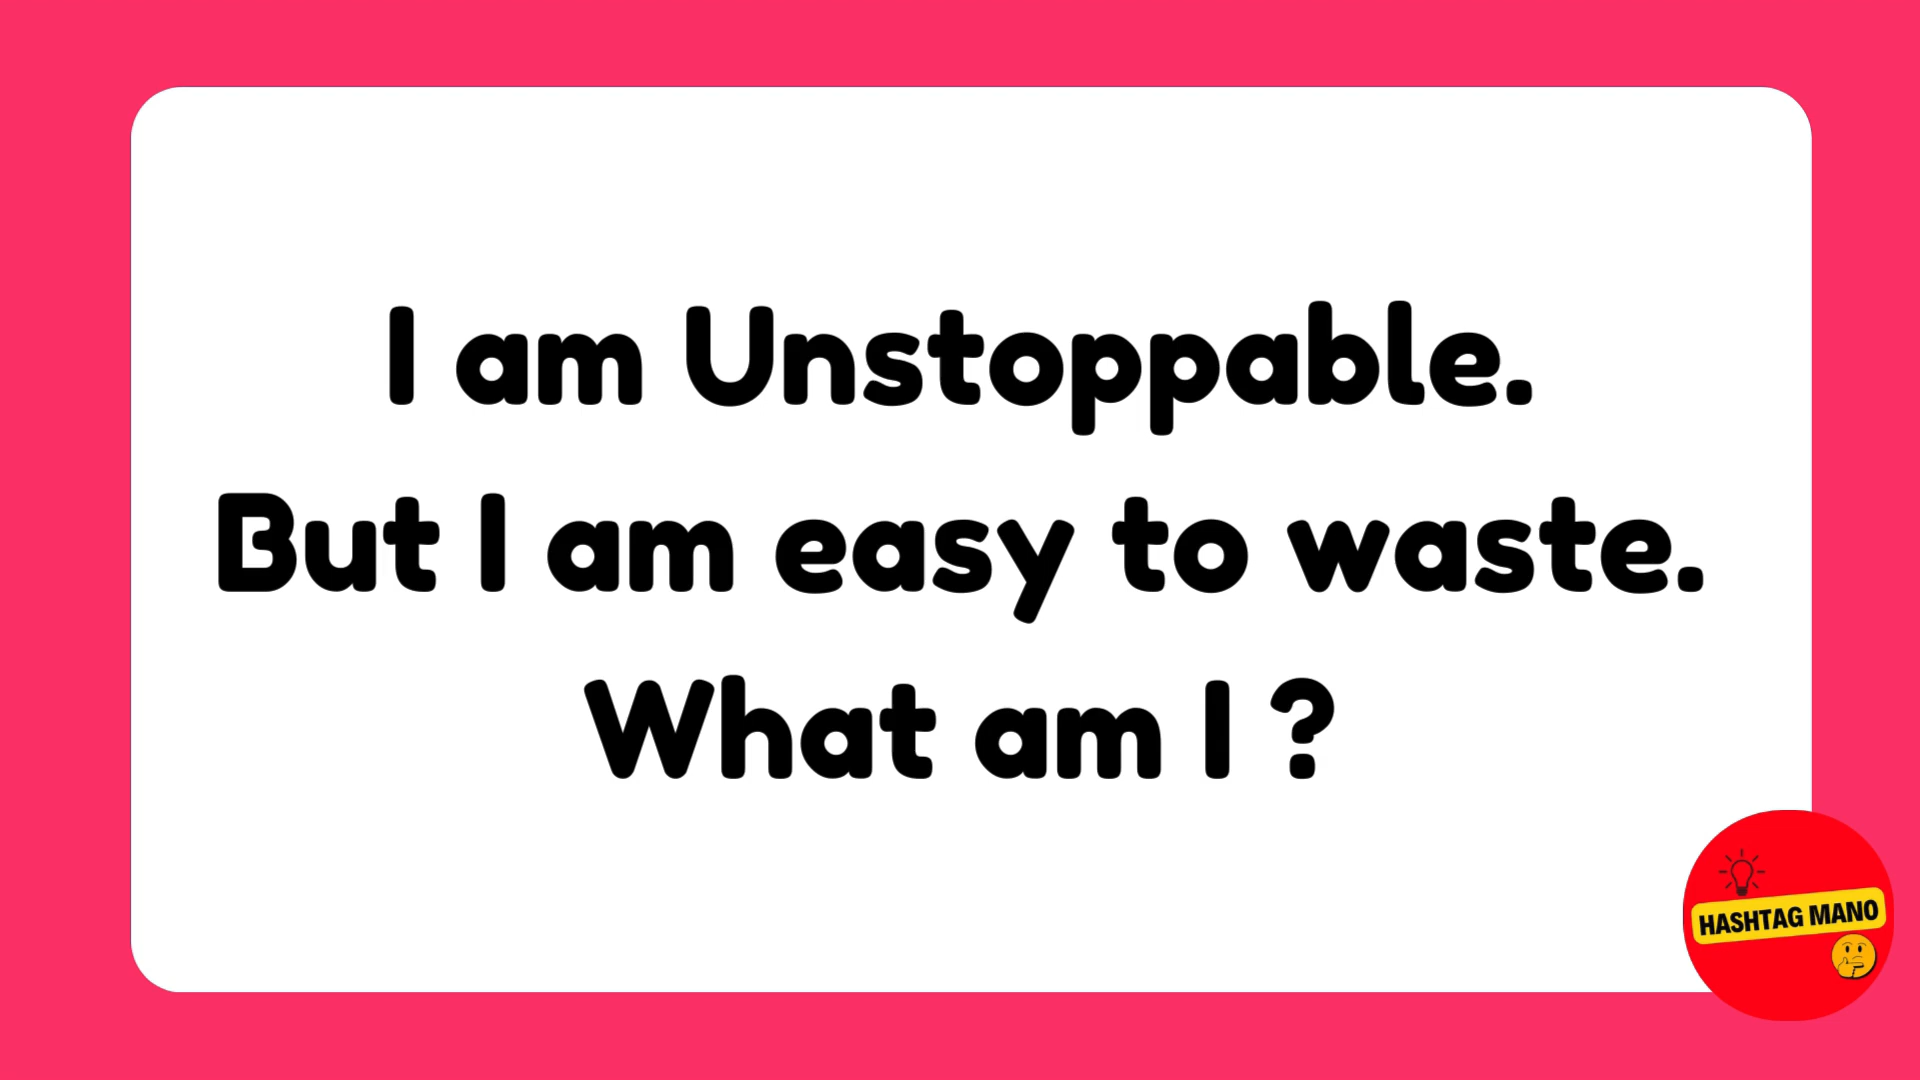 I am Unstoppable.
But I am easy to waste.
What am I ?
HASHTAG MANO